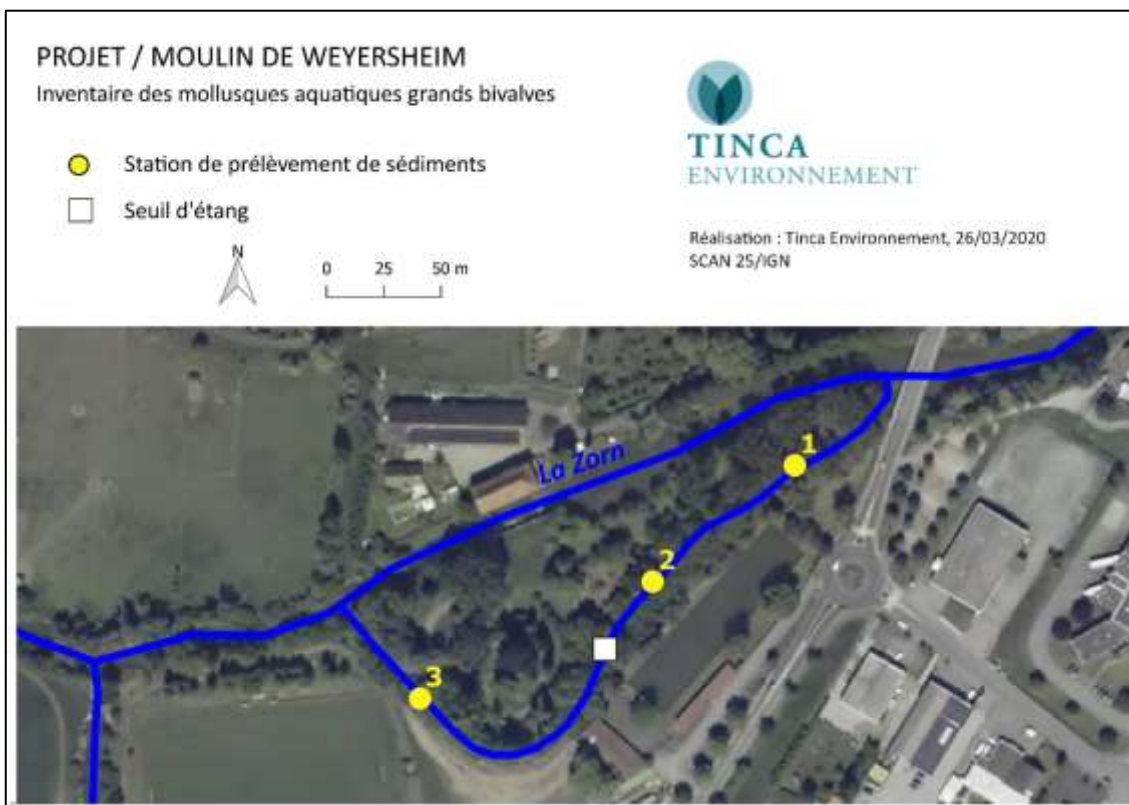 PROJET / MOULIN DE WEYERSHEIM
Inventaire des mollusques aquatiques grands bivalves
Station de prélèvement de sédiments
Seuil d'étang
N
0 25 50 m
TINCA
ENVIRONNEMENT
Réalisation : Tinca Environnement, 26/03/2020
SCAN 25/IGN
La Zorn
1
2
3